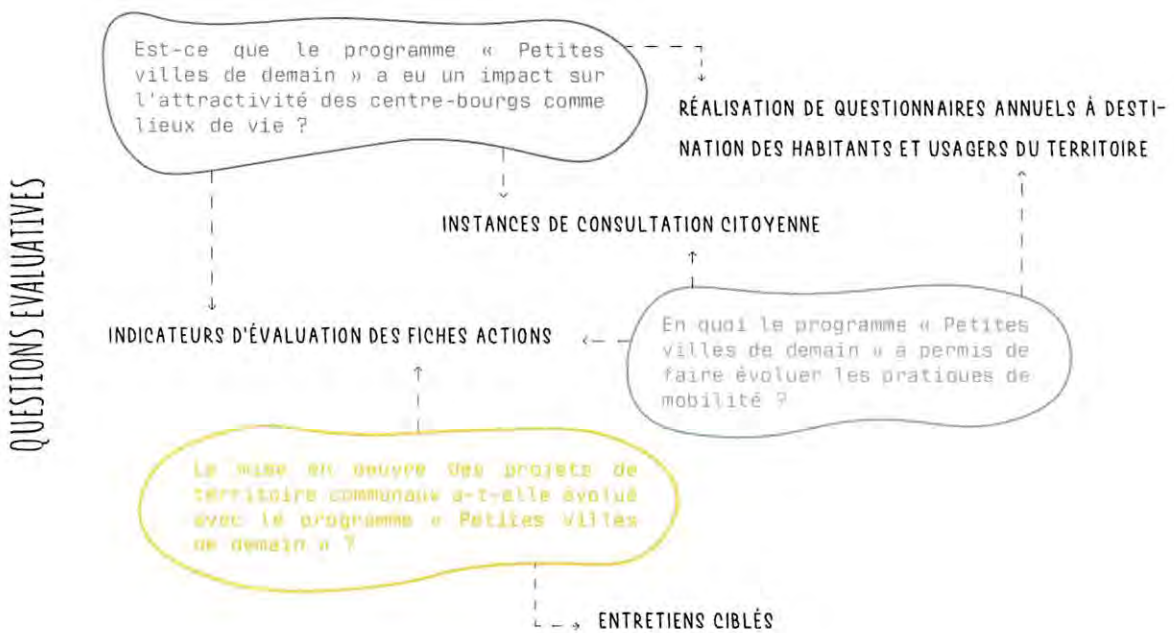 QUESTIONS EVALUATIVES
Est-ce que le programme « Petites
villes de demain » a eu un impact sur
l'attractivité des centre-bourgs comme
lieux de vie ?
RÉALISATION DE QUESTIONNAIRES ANNUELS À DESTI-
NATION DES HABITANTS ET USAGERS DU TERRITOIRE
INSTANCES DE CONSULTATION CITOYENNE
INDICATEURS D'ÉVALUATION DES FICHES ACTIONS
En quoi le programme « Petites
villes de demain » a permis de
faire évoluer les pratiques de
mobilité ?
La mise en oeuvre des projets de
territoire communaux a-t-elle évolué
avec le programme « Petites villes
de demain » ?
ENTRETIENS CIBLÉS